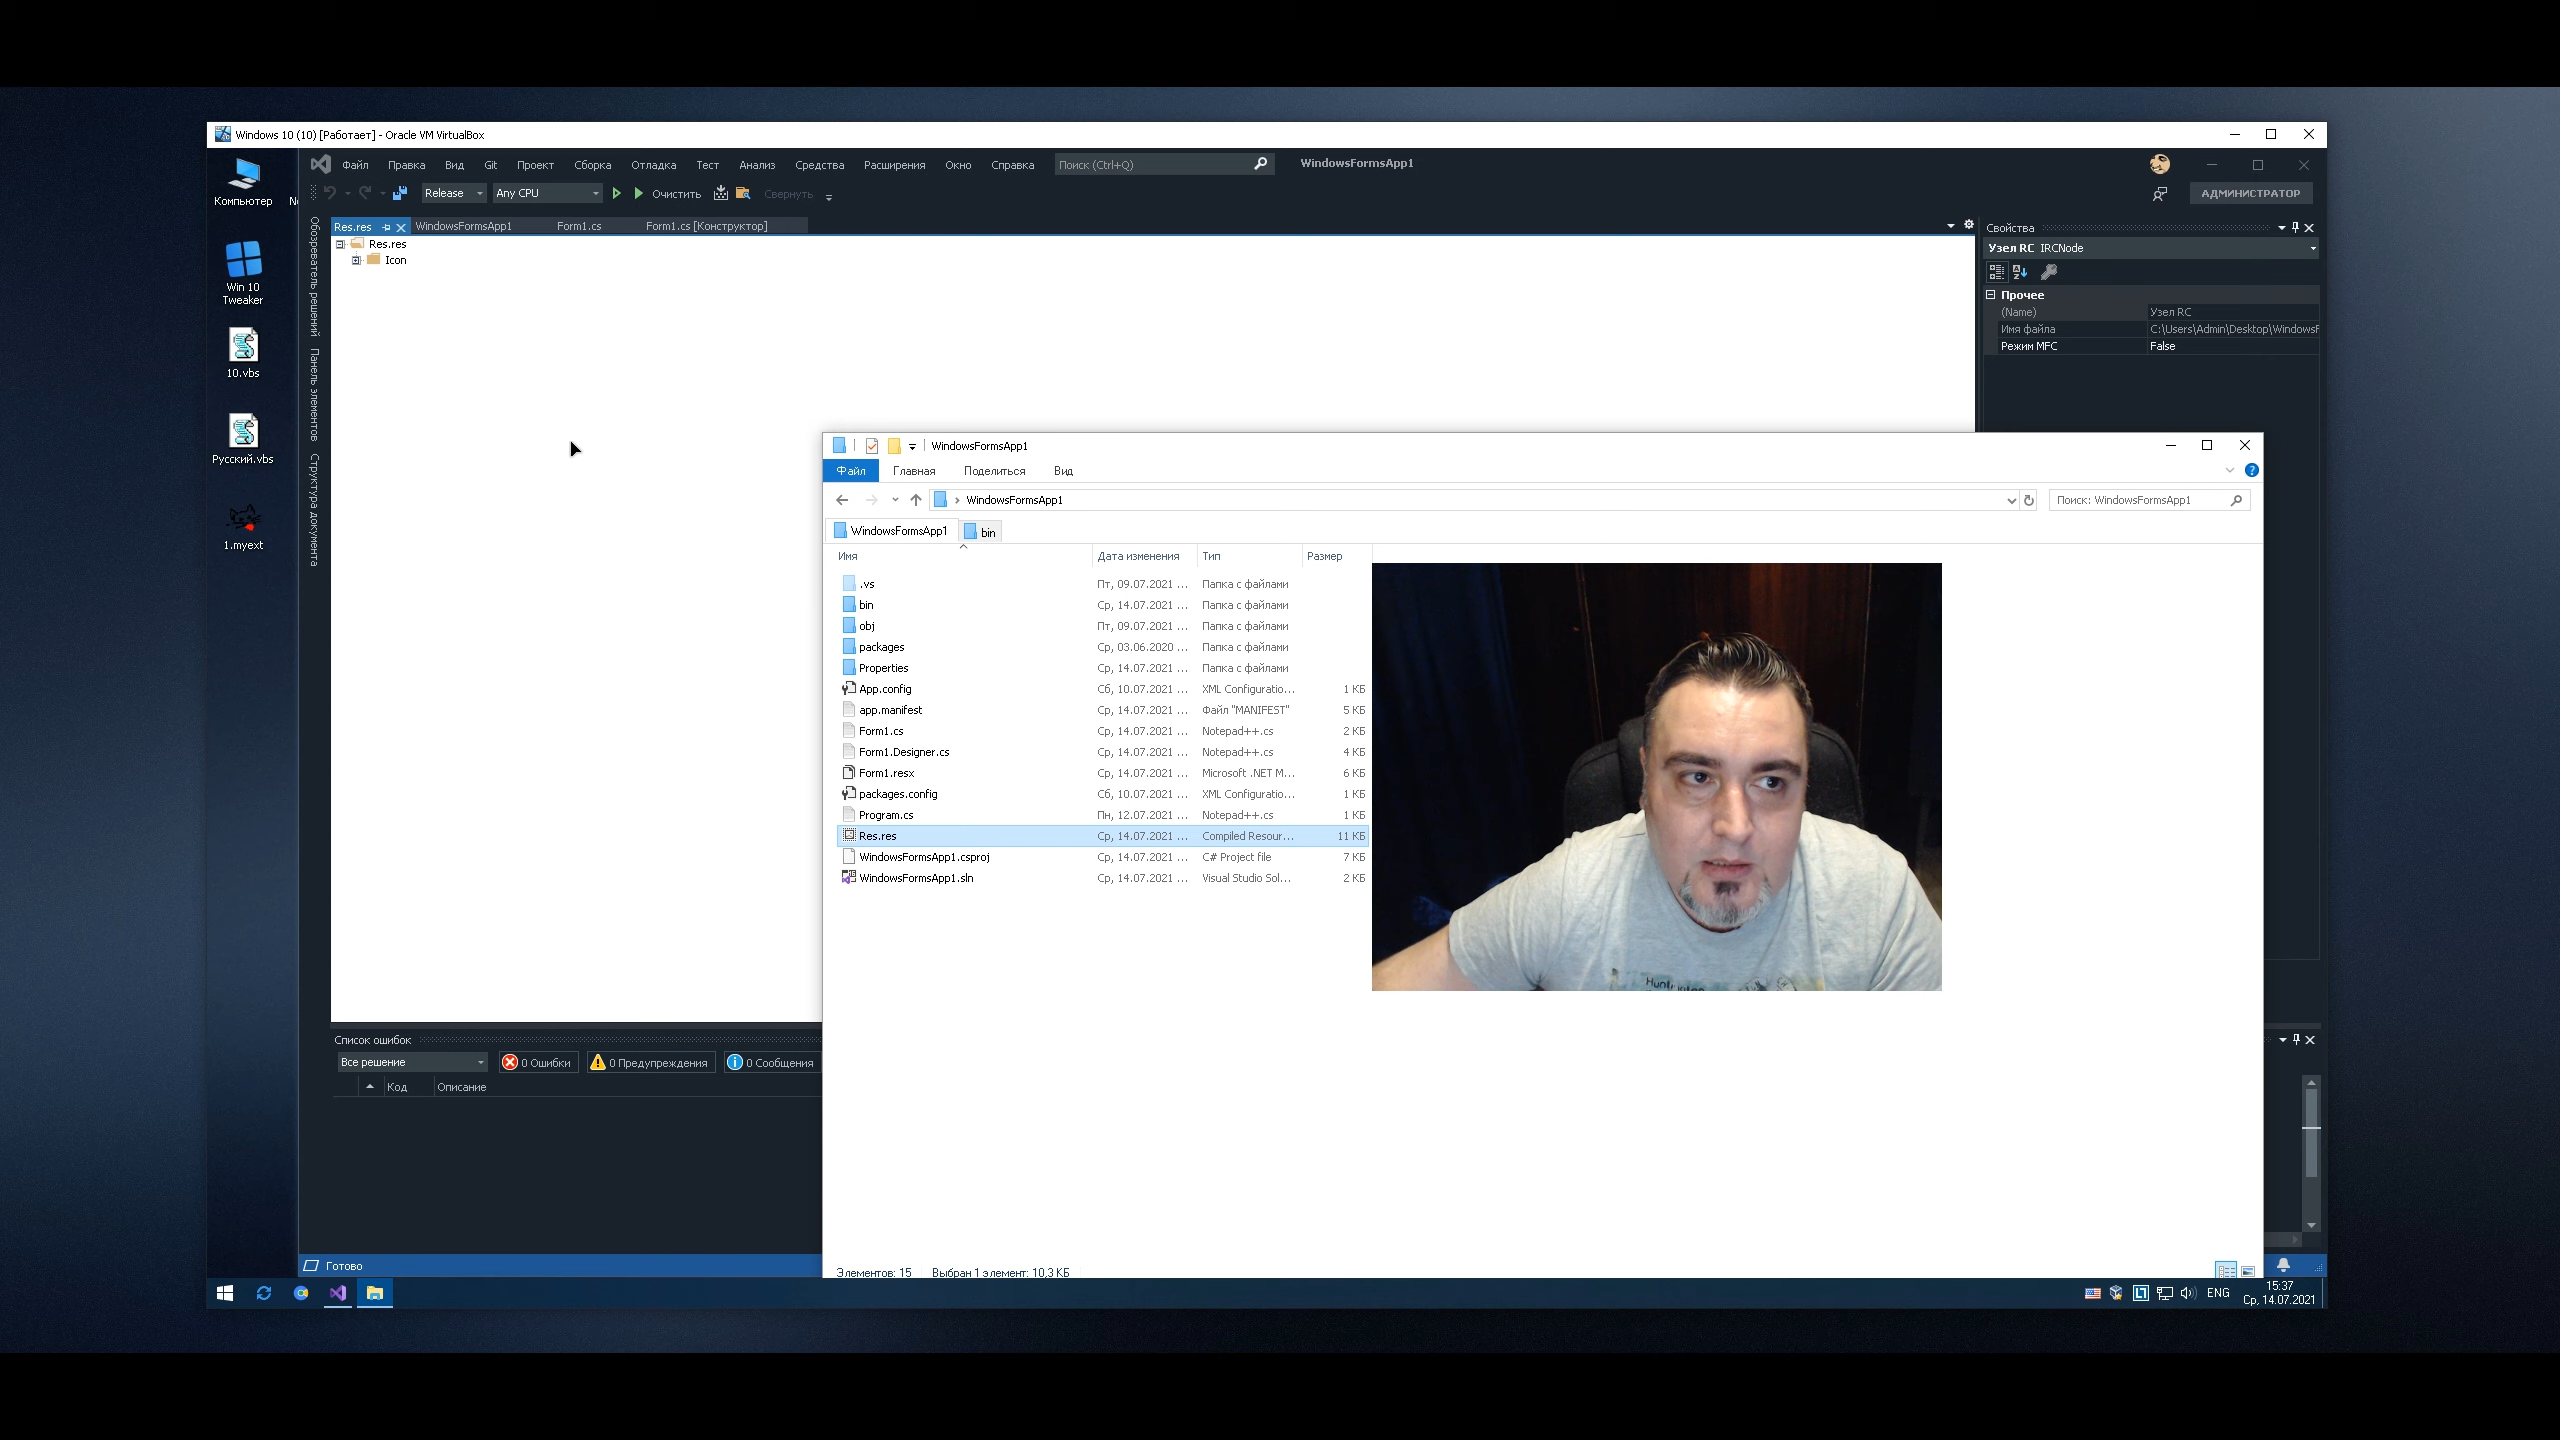 Windows 10 (10) [Работает] - Oracle VM VirtualBox
Файл Правка Вид Git Проект Сборка Отладка Тест Анализ Средства Расширения Окно Справка Поиск (Ctrl+Q) WindowsFormsApp1
Release Any CPU Очистить Свернуть АДМИНИСТРАТОР
Компьютер
Win 10
Tweaker
10.vbs
Русский.vbs
1.myext
Обозреватель решений
Панель элементов
Структура документа
Res.res WindowsFormsApp1 Form1.cs Form1.cs [Конструктор]
Res.res
Icon
Свойства
Узел RC IRCNode
Прочее
(Name) Узел RC
Имя файла C:\Users\Admin\Desktop\WindowsF
Режим MFC False
WindowsFormsApp1
Файл Главная Поделиться Вид
WindowsFormsApp1 Поиск: WindowsFormsApp1
WindowsFormsApp1 bin
Имя Дата изменения Тип Размер
.vs Пт, 09.07.2021 ... Папка с файлами
bin Ср, 14.07.2021 ... Папка с файлами
obj Пт, 09.07.2021 ... Папка с файлами
packages Ср, 03.06.2020 ... Папка с файлами
Properties Ср, 14.07.2021 ... Папка с файлами
App.config Сб, 10.07.2021 ... XML Configuratio... 1 КБ
app.manifest Ср, 14.07.2021 ... Файл "MANIFEST" 5 КБ
Form1.cs Ср, 14.07.2021 ... Notepad++.cs 2 КБ
Form1.Designer.cs Ср, 14.07.2021 ... Notepad++.cs 4 КБ
Form1.resx Ср, 14.07.2021 ... Microsoft .NET M... 6 КБ
packages.config Сб, 10.07.2021 ... XML Configuratio... 1 КБ
Program.cs Пн, 12.07.2021 ... Notepad++.cs 1 КБ
Res.res Ср, 14.07.2021 ... Compiled Resour... 11 КБ
WindowsFormsApp1.csproj Ср, 14.07.2021 ... C# Project file 7 КБ
WindowsFormsApp1.sln Ср, 14.07.2021 ... Visual Studio Sol... 2 КБ
Элементов: 15 Выбран 1 элемент: 10,3 КБ
Список ошибок
Все решение 0 Ошибки 0 Предупреждения 0 Сообщения
Код Описание
Готово
ENG
15:37
Ср, 14.07.2021